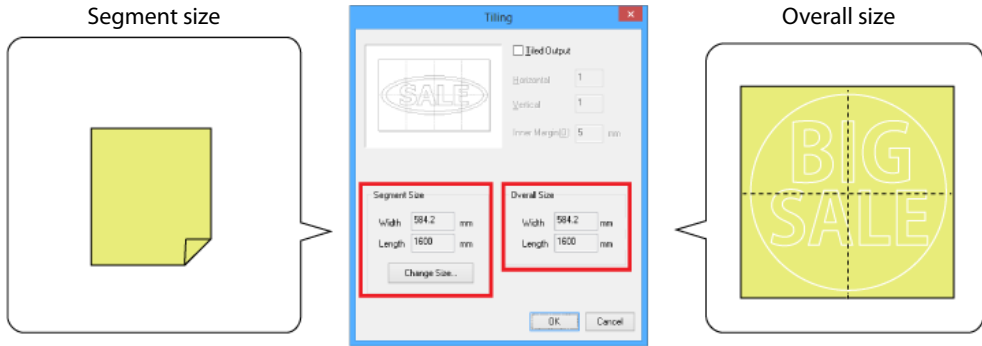 Segment size
Overall size
Tiling
Tiled Output
Horizontal 1
Vertical 1
Inner Margin(I) 5 mm
SALE
Segment Size
Width 584.2 mm
Length 1600 mm
Change Size...
Overall Size
Width 584.2 mm
Length 1600 mm
OK Cancel
BIG
SALE